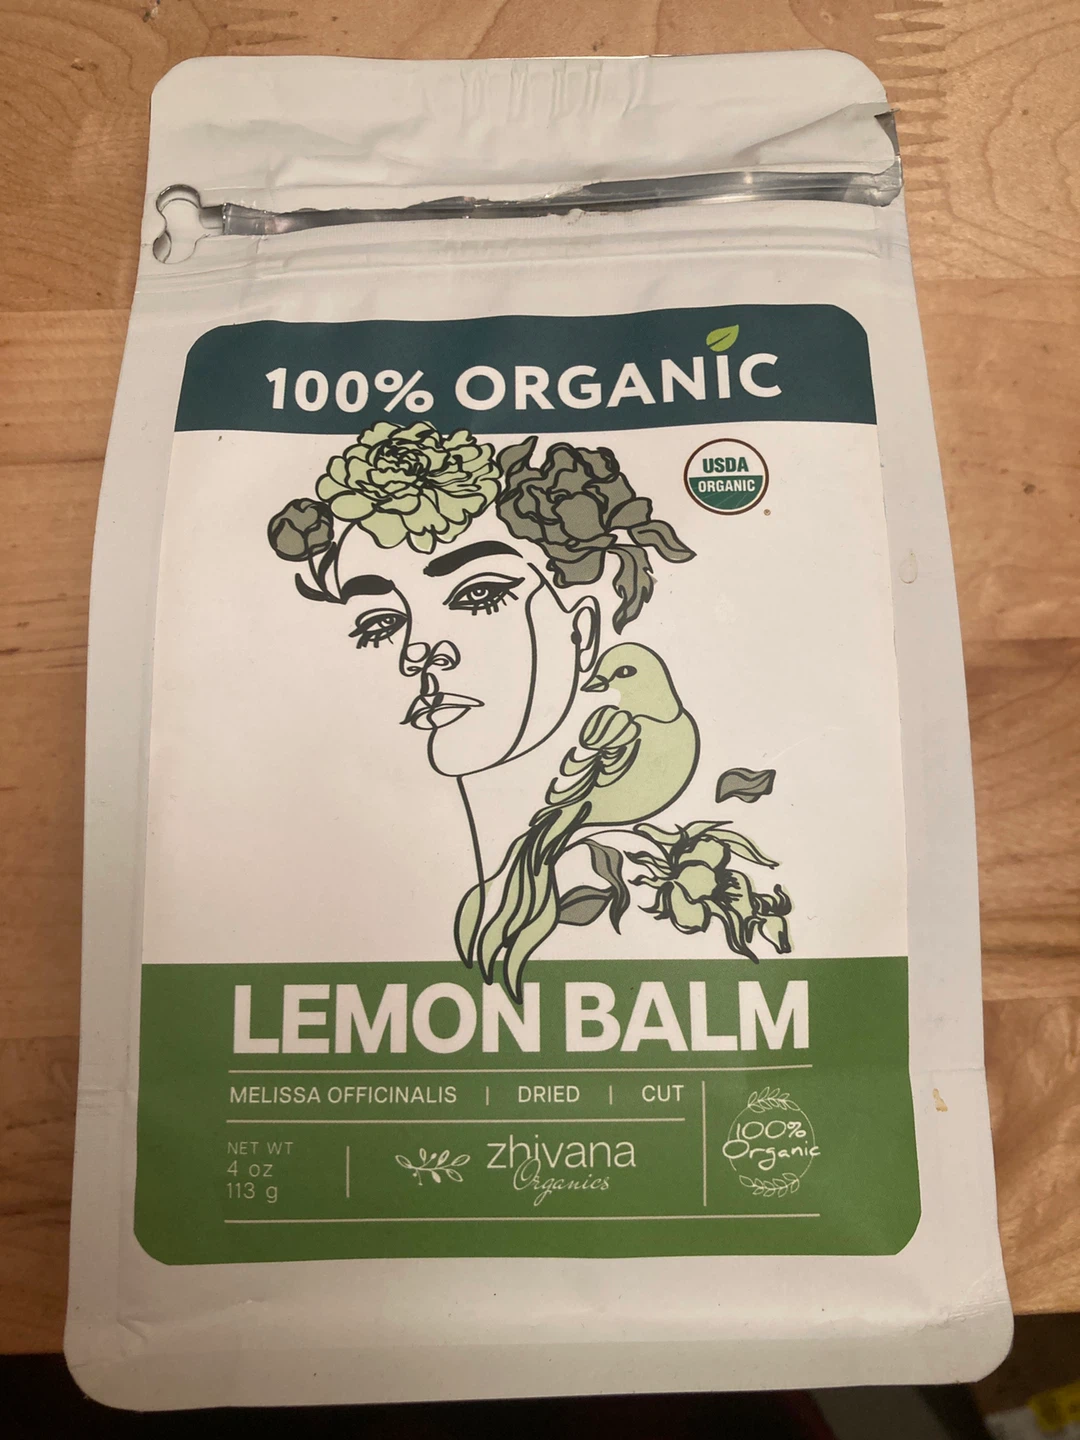 100% ORGANIC
USDA
ORGANIC
®
LEMON BALM
MELISSA OFFICINALIS | DRIED | CUT
NET WT
4 oz
113 g
zhivana
Organics
100%
Organic